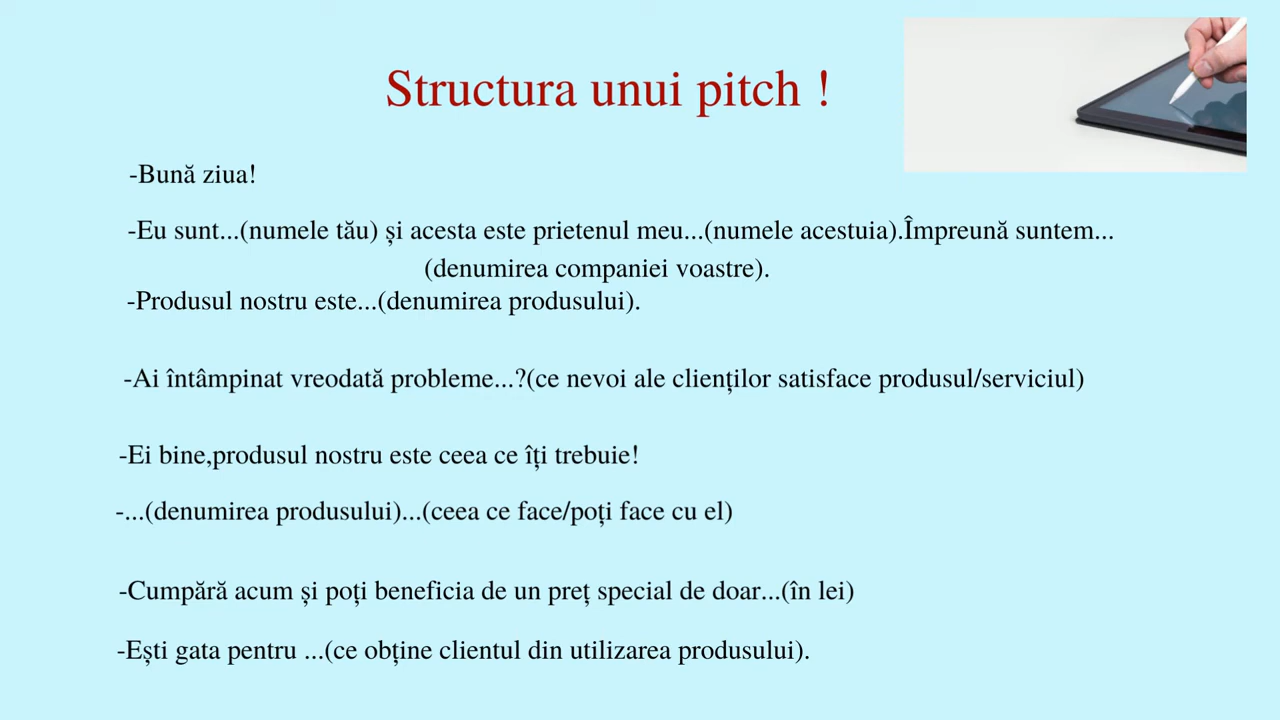 Structura unui pitch !
-Bună ziua!
-Eu sunt...(numele tău) și acesta este prietenul meu...(numele acestuia).Împreună suntem...
(denumirea companiei voastre).
-Produsul nostru este...(denumirea produsului).
-Ai întâmpinat vreodată probleme...?(ce nevoi ale clienților satisface produsul/serviciul)
-Ei bine,produsul nostru este ceea ce îți trebuie!
-...(denumirea produsului)...(ceea ce face/poți face cu el)
-Cumpără acum și poți beneficia de un preț special de doar...(în lei)
-Ești gata pentru ...(ce obține clientul din utilizarea produsului).